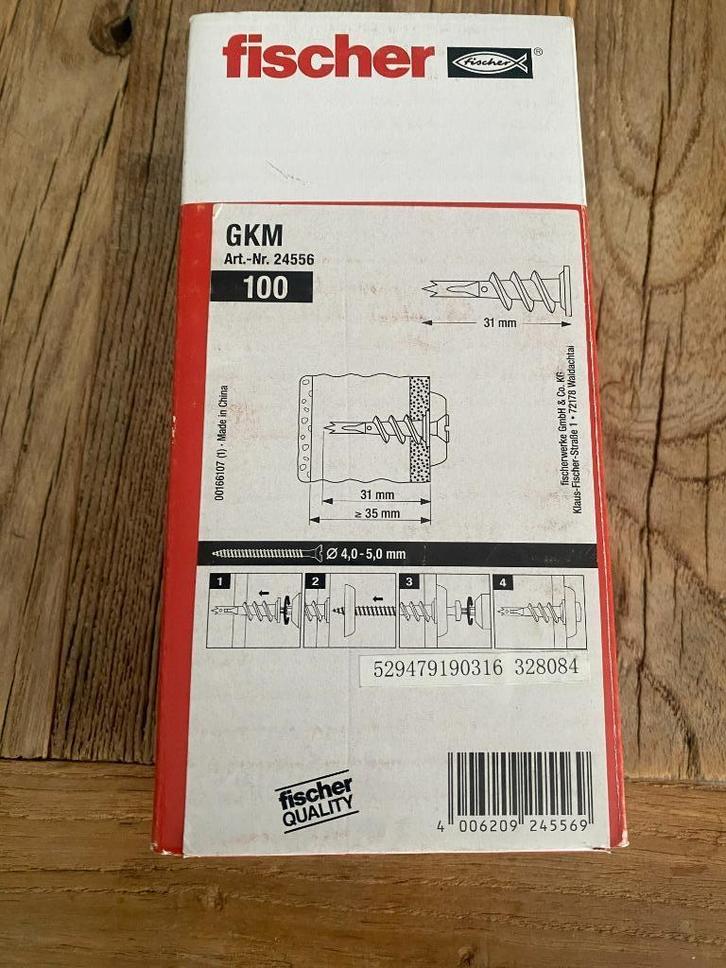 fischer fischer ®
GKM
Art.-Nr. 24556
100
31 mm
00166107 (1) · Made in China
fischerwerke GmbH & Co. KG
Klaus-Fischer-Straße 1 • 72178 Waldachtal
31 mm
≥ 35 mm
Ø 4,0-5,0 mm
1 2 3 4
529479190316 328084
fischer
QUALITY
4 006209 245569